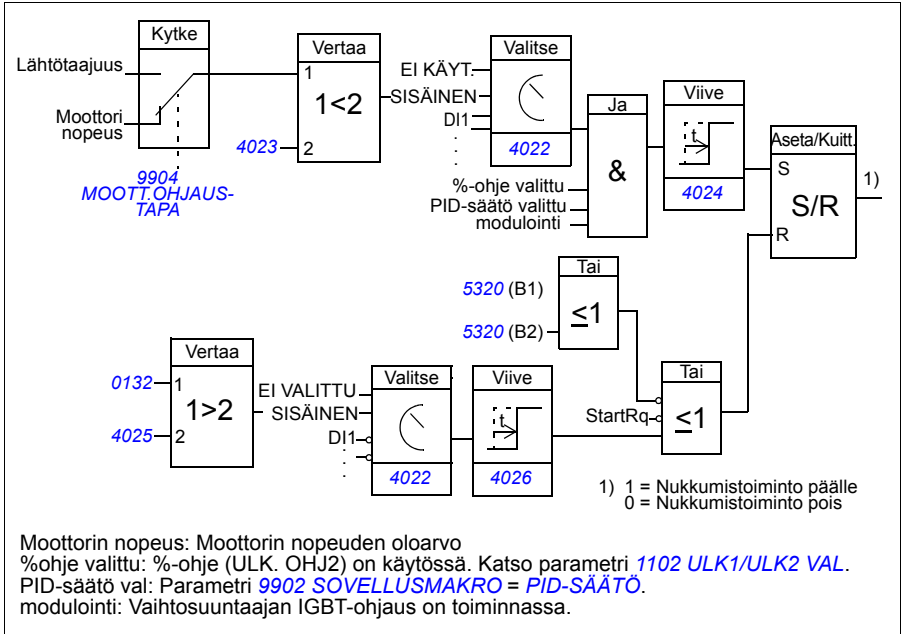 Kytke
Lähtötaajuus
Moottori
nopeus
9904
MOOTT.OHJAUS-
TAPA
Vertaa
1
1<2
2
4023
Valitse
EI KÄYT.
SISÄINEN
DI1
.
.
.
4022
Ja
&
%-ohje valittu
PID-säätö valittu
modulointi
Viive
t
4024
Aseta/Kuitt.
S
S/R
R
1)
Tai
5320 (B1)
5320 (B2)
<1
Vertaa
0132
1
1>2
4025
2
Valitse
EI VALITTU
SISÄINEN
DI1
.
.
4022
Viive
t
4026
Tai
StartRq
<1
1) 1 = Nukkumistoiminto päälle
0 = Nukkumistoiminto pois
Moottorin nopeus: Moottorin nopeuden oloarvo
%ohje valittu: %-ohje (ULK. OHJ2) on käytössä. Katso parametri 1102 ULK1/ULK2 VAL.
PID-säätö val: Parametri 9902 SOVELLUSMAKRO = PID-SÄÄTÖ.
modulointi: Vaihtosuuntaajan IGBT-ohjaus on toiminnassa.